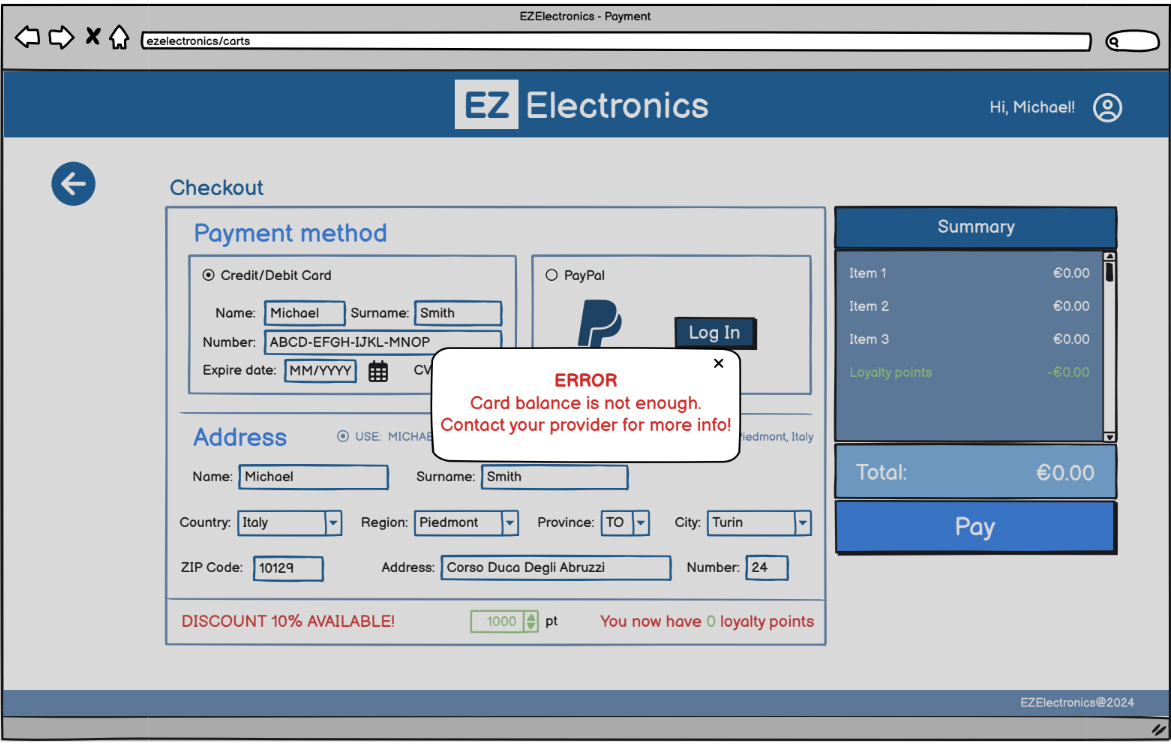 EZElectronics - Payment
ezelectronics/carts
EZ Electronics
Hi, Michael!
Checkout
Payment method
Credit/Debit Card
Name: Michael Surname: Smith
Number: ABCD-EFGH-IJKL-MNOP
Expire date: MM/YYYY CV
PayPal
Log In
ERROR
Card balance is not enough.
Contact your provider for more info!
Address USE: MICHAE Piedmont, Italy
Name: Michael Surname: Smith
Country: Italy Region: Piedmont Province: TO City: Turin
ZIP Code: 10129 Address: Corso Duca Degli Abruzzi Number: 24
DISCOUNT 10% AVAILABLE! 1000 pt You now have 0 loyalty points
Summary
Item 1 €0.00
Item 2 €0.00
Item 3 €0.00
Loyalty points -€0.00
Total: €0.00
Pay
EZElectronics@2024